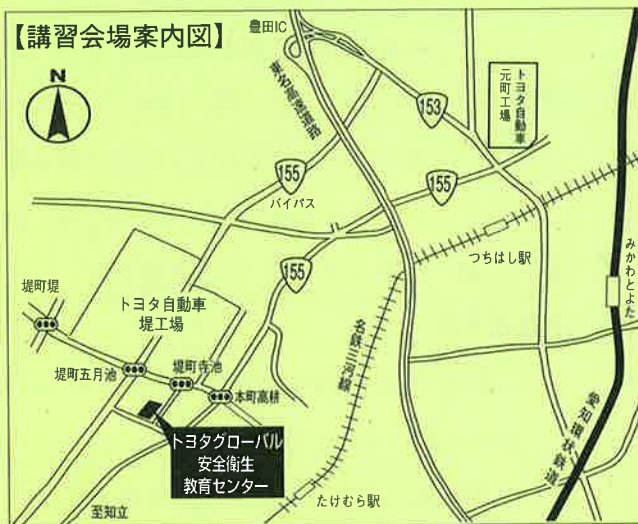 【講習会場案内図】
豊田IC
N
東名高速道路
153
トヨタ自動車
元町工場
155
バイパス
155
つちはし駅
みかわとよた
155
堤町堤
トヨタ自動車
堤工場
名鉄三河線
堤町五月池
堤町寺池
本町高根
愛知環状鉄道
トヨタグローバル
安全衛生
教育センター
たけむら駅
至知立